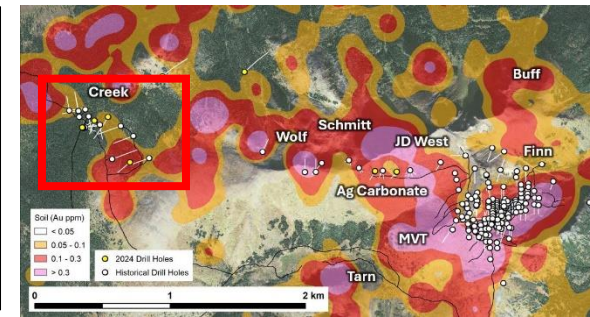 Buff
Creek
Schmitt
Wolf
JD West
Finn
Ag Carbonate
MVT
Tarn
Soil (Au ppm)
< 0.05
0.05 - 0.1
0.1 - 0.3
> 0.3
2024 Drill Holes
Historical Drill Holes
0 1 2 km